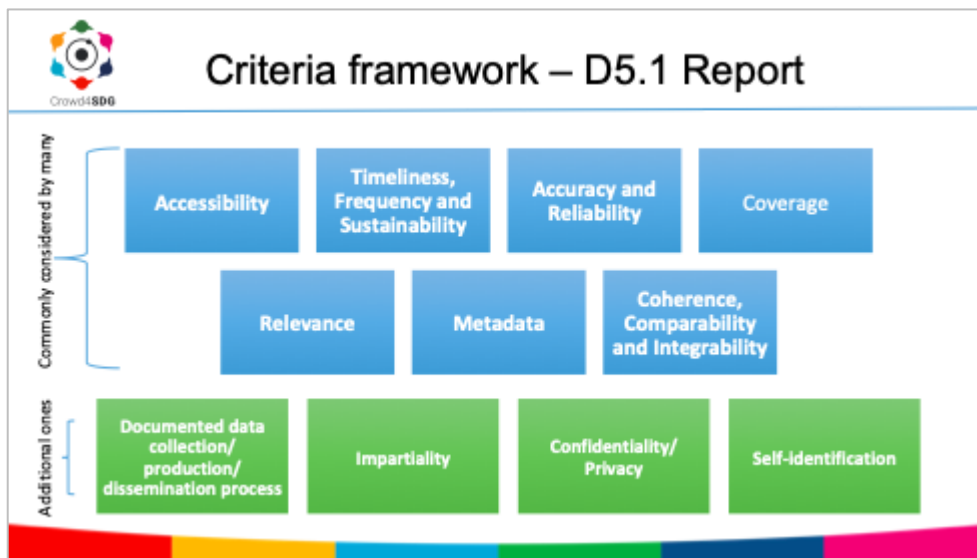 Crowd4SDG
Criteria framework – D5.1 Report
Commonly considered by many
Accessibility
Timeliness,
Frequency and
Sustainability
Accuracy and
Reliability
Coverage
Relevance
Metadata
Coherence,
Comparability
and Integrability
Additional ones
Documented data
collection/
production/
dissemination process
Impartiality
Confidentiality/
Privacy
Self-identification